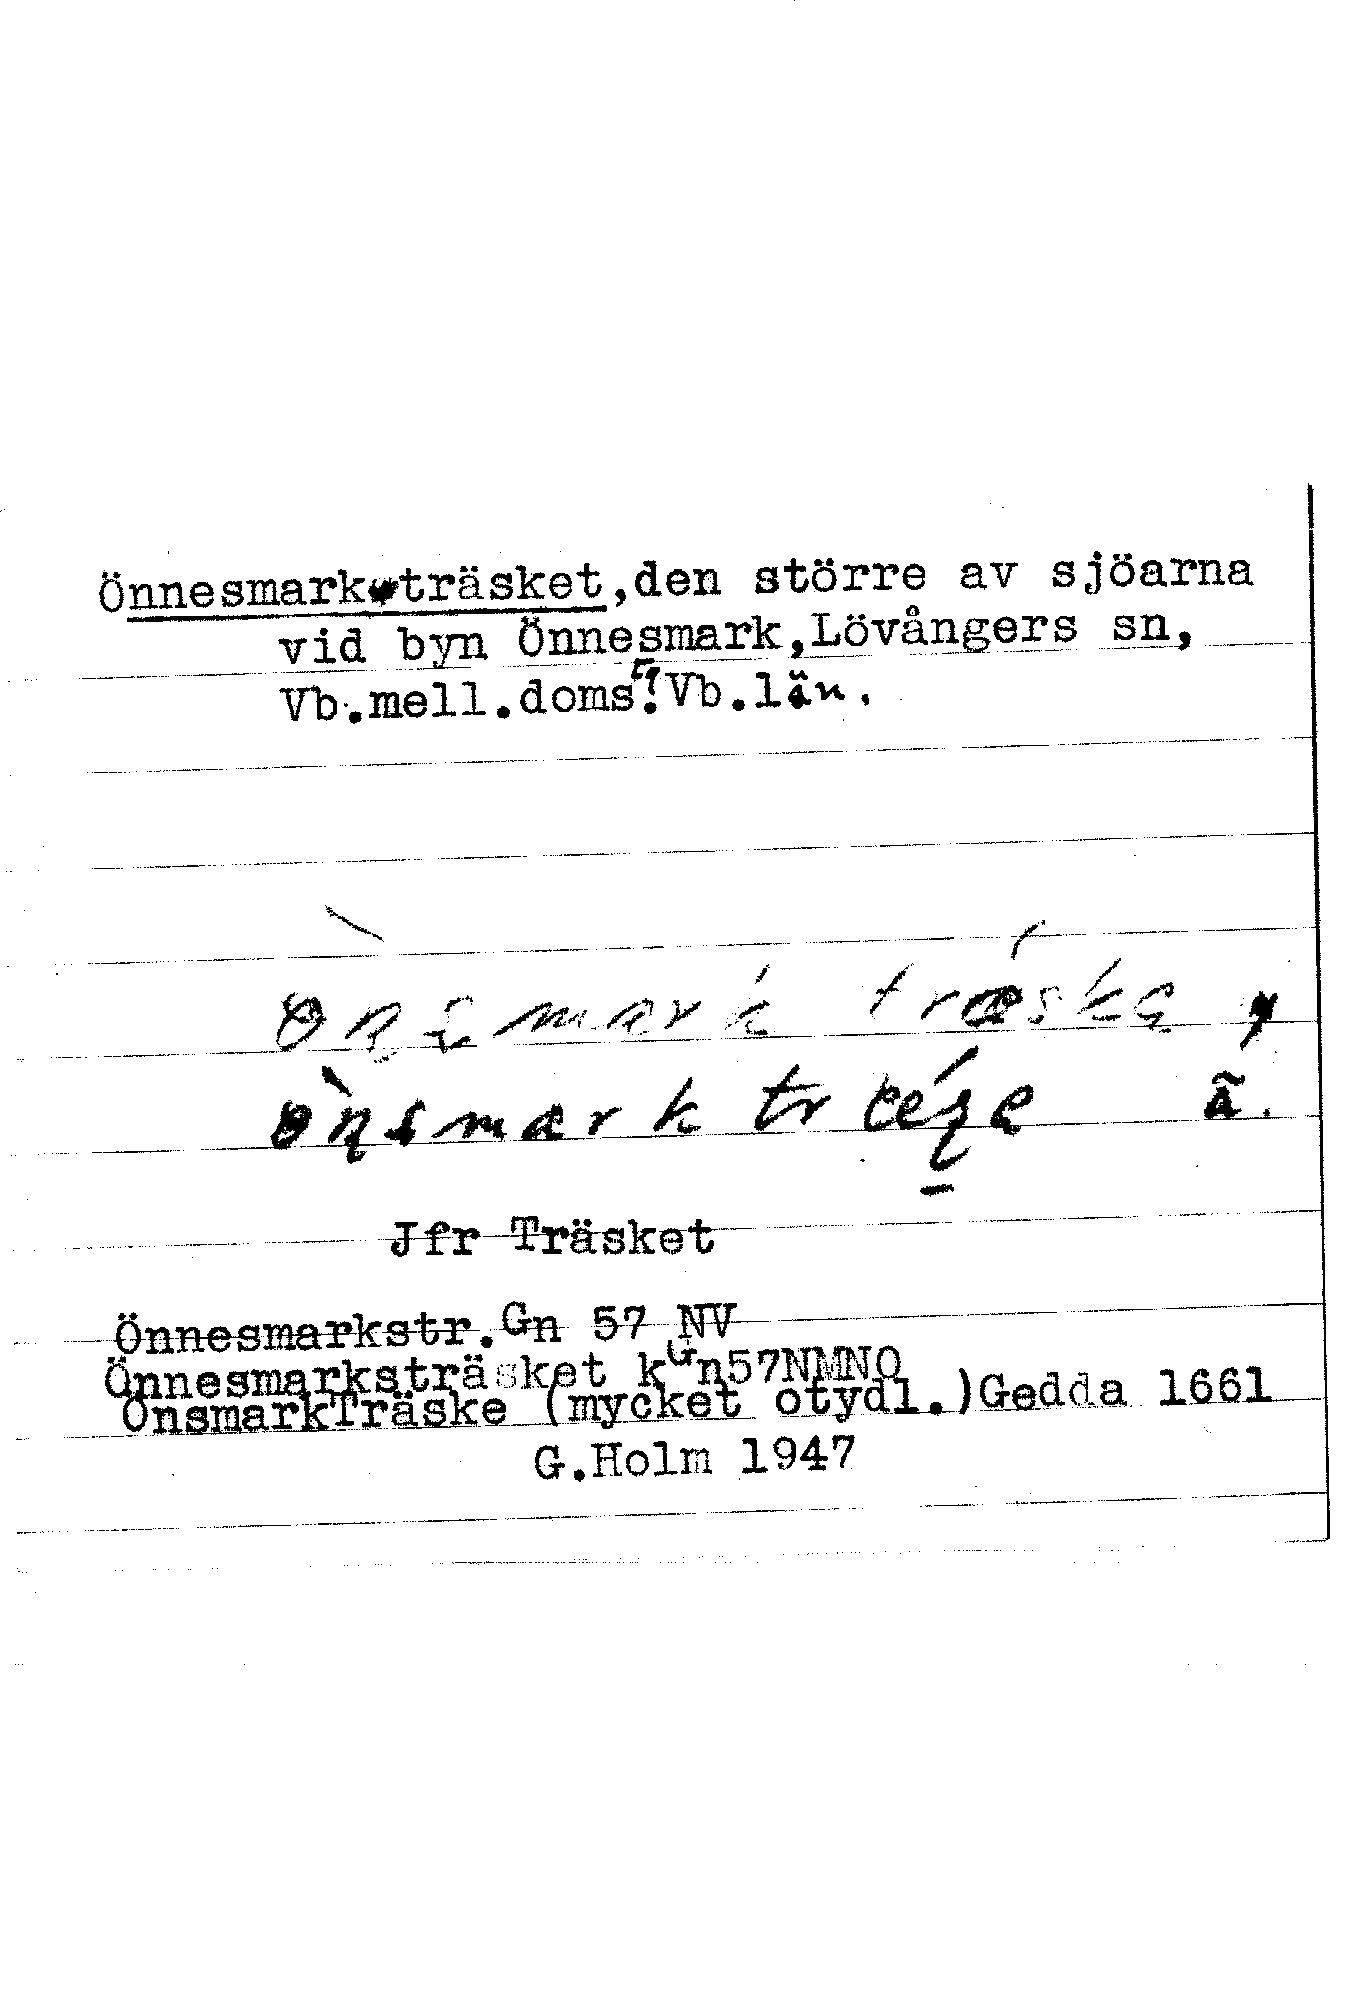 Önnesmarksträsket,den större av sjöarna
vid byn Önnesmark,Lövångers sn,
Vb.mell.doms.Vb.län.
Jfr Träsket
Önnesmarkstr.Gn 57 NV
Önnesmarksträsket kGn57NMNO
OnsmarkTräske (mycket otydl.)Gedda 1661
G.Holm 1947